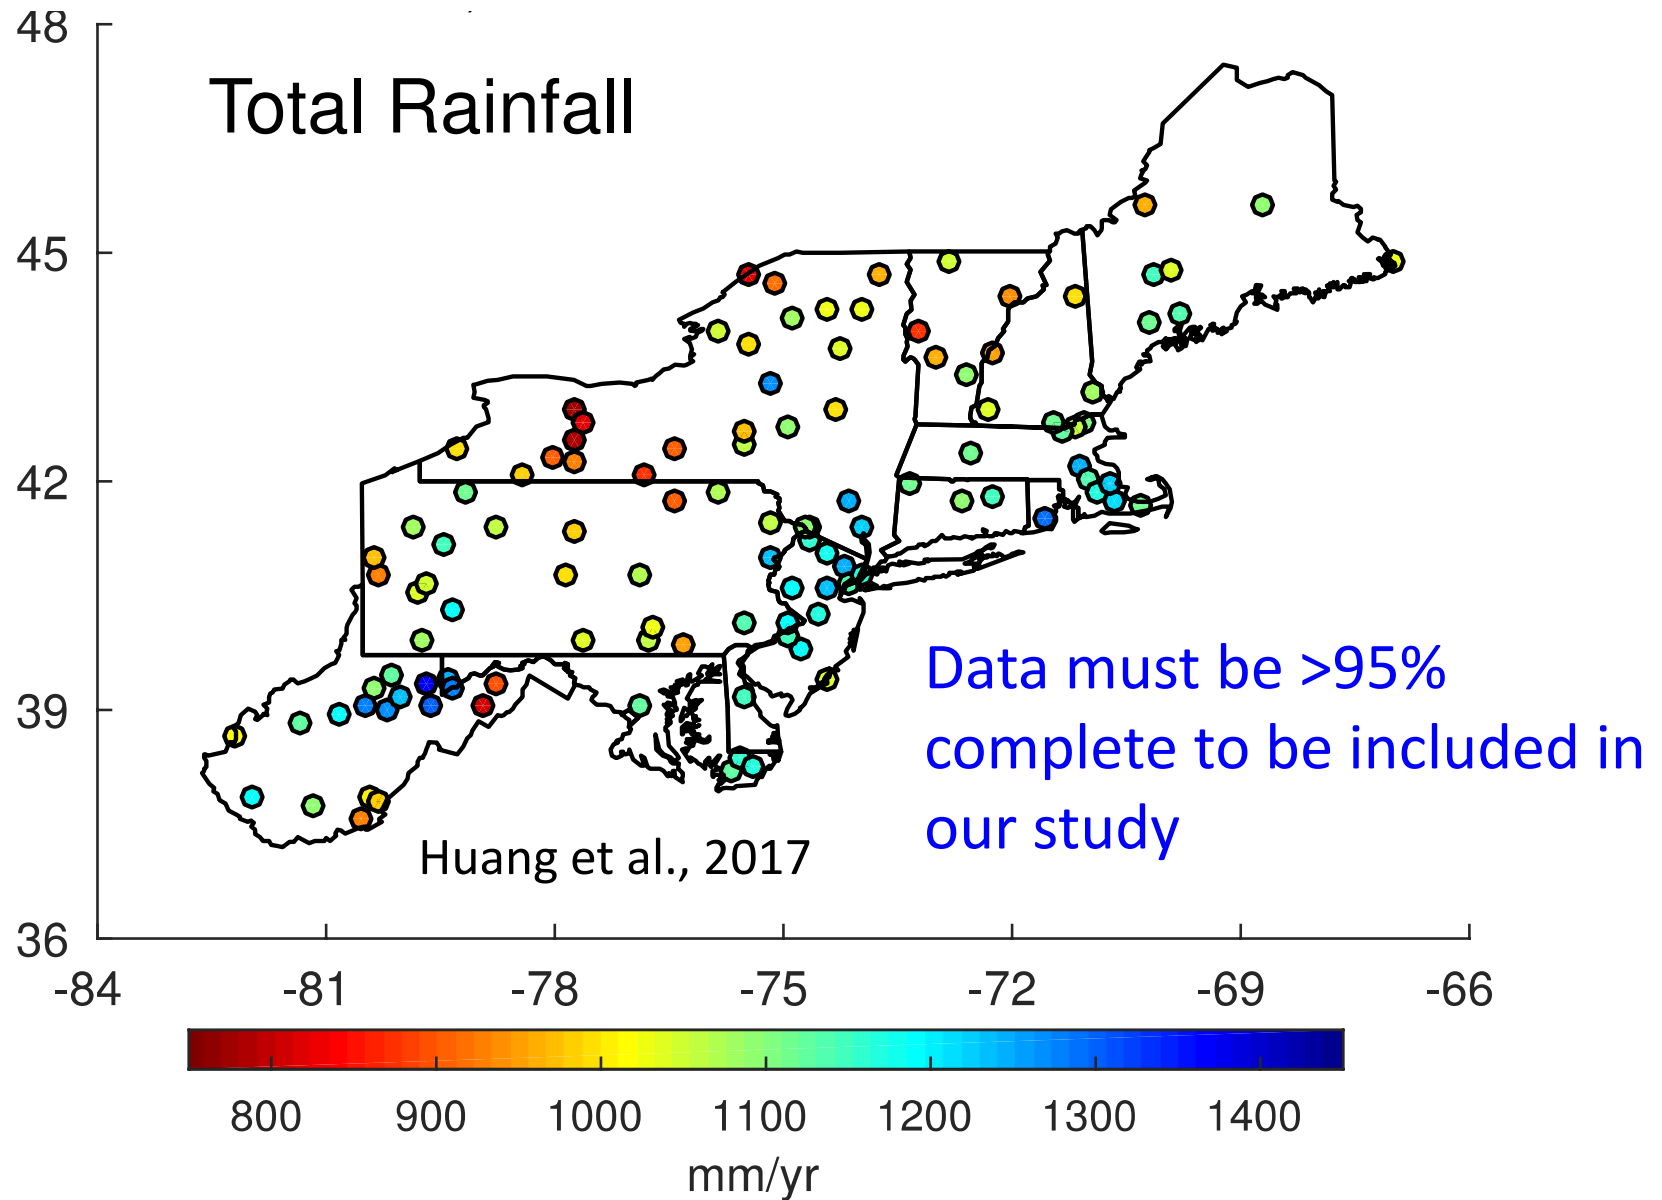 48
Total Rainfall
45
42
39
Data must be >95%
complete to be included in
our study
Huang et al., 2017
36
-84 -81 -78 -75 -72 -69 -66
800 900 1000 1100 1200 1300 1400
mm/yr